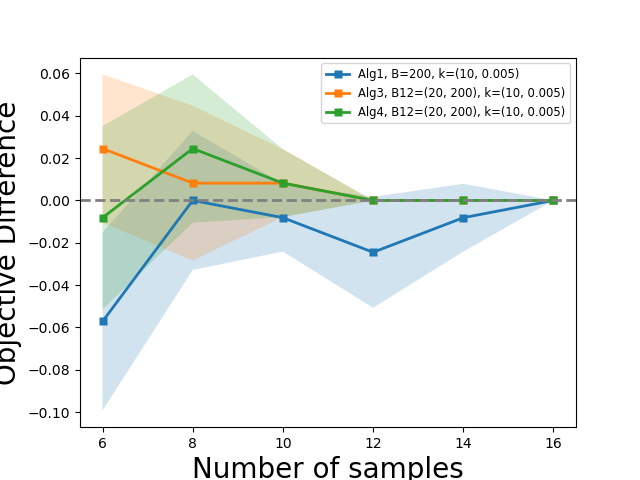 Objective Difference
0.06
0.04
0.02
0.00
−0.02
−0.04
−0.06
−0.08
−0.10
Alg1, B=200, k=(10, 0.005)
Alg3, B12=(20, 200), k=(10, 0.005)
Alg4, B12=(20, 200), k=(10, 0.005)
6 8 10 12 14 16
Number of samples